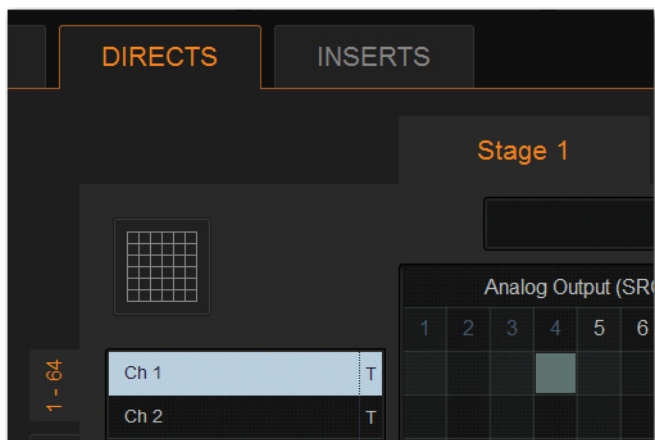 DIRECTS INSERTS
Stage 1
Analog Output (SR
1 2 3 4 5 6
1 - 64
Ch 1 T
Ch 2 T